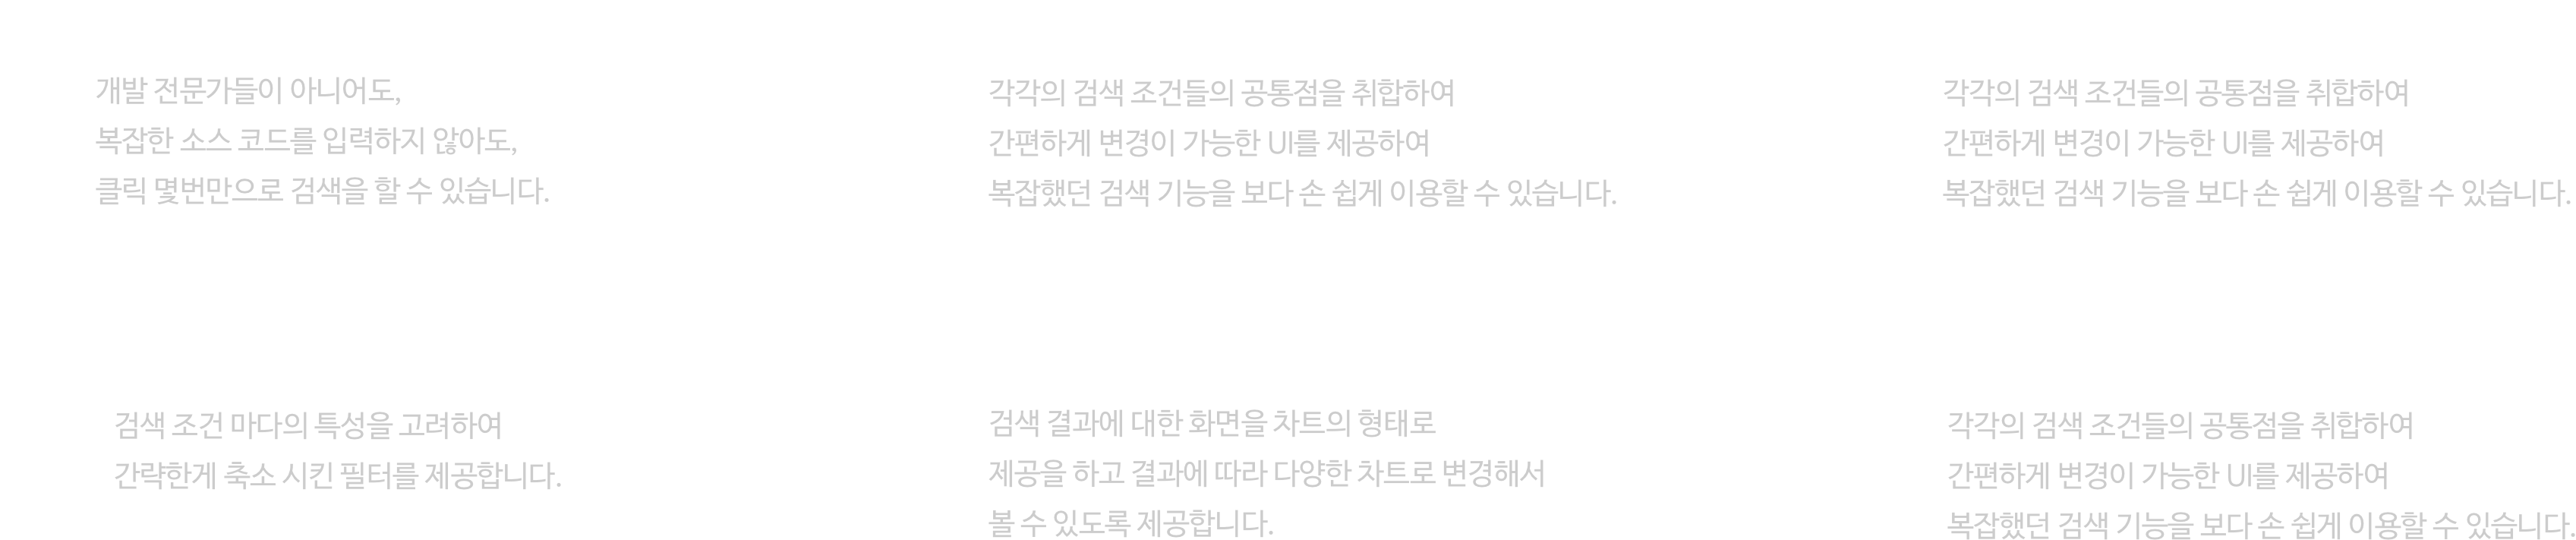 개발 전문가들이 아니어도,
복잡한 소스 코드를 입력하지 않아도,
클릭 몇번만으로 검색을 할 수 있습니다.
각각의 검색 조건들의 공통점을 취합하여
간편하게 변경이 가능한 UI를 제공하여
복잡했던 검색 기능을 보다 손 쉽게 이용할 수 있습니다.
각각의 검색 조건들의 공통점을 취합하여
간편하게 변경이 가능한 UI를 제공하여
복잡했던 검색 기능을 보다 손 쉽게 이용할 수 있습니다.
검색 조건 마다의 특성을 고려하여
간략하게 축소 시킨 필터를 제공합니다.
검색 결과에 대한 화면을 차트의 형태로
제공을 하고 결과에 따라 다양한 차트로 변경해서
볼 수 있도록 제공합니다.
각각의 검색 조건들의 공통점을 취합하여
간편하게 변경이 가능한 UI를 제공하여
복잡했던 검색 기능을 보다 손 쉽게 이용할 수 있습니다.